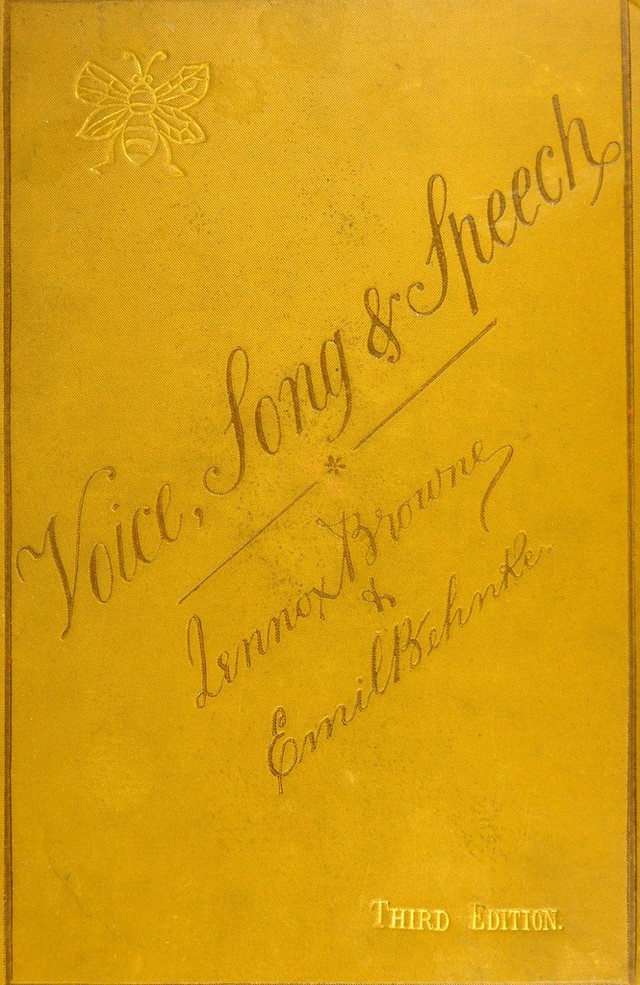 Voice, Song & Speech
Lennox Browne
&
Emil Behnke.
THIRD EDITION.